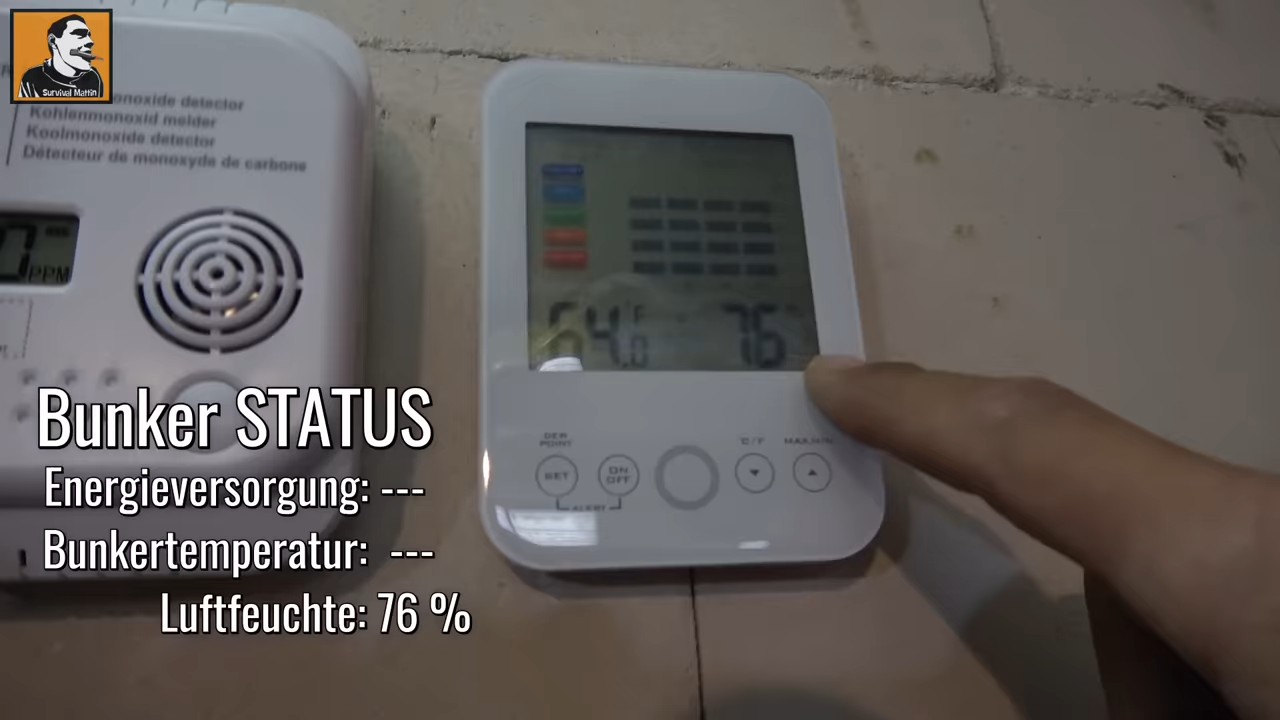 Survival Mattin
onoxide detector
Kohlenmonoxid melder
Koolmonoxide detector
Détecteur de monoxyde de carbone
0
PPM
64.
76
DEW
POINT
SET
ON
OFF
ALERT
°C/F
MAX.MIN
Bunker STATUS
Energieversorgung: ---
Bunkertemperatur: ---
Luftfeuchte: 76 %